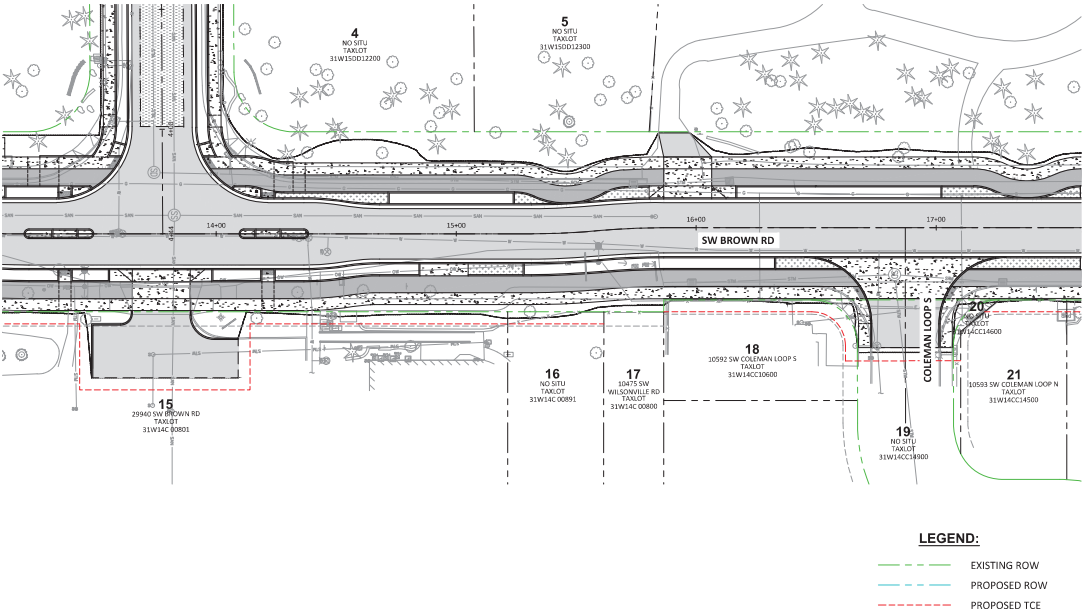 4
NO SITU
TAXLOT
31W15DD12200
5
NO SITU
TAXLOT
31W15DD12300
14+00
15+00
16+00
17+00
SW BROWN RD
COLEMAN LOOP S
15
29940 SW BROWN RD
TAXLOT
31W14C 00801
16
NO SITU
TAXLOT
31W14C 00891
17
10475 SW
WILSONVILLE RD
TAXLOT
31W14C 00800
18
10592 SW COLEMAN LOOP S
TAXLOT
31W14CC10600
19
NO SITU
TAXLOT
31W14CC14900
20
NO SITU
TAXLOT
31W14CC14600
21
10593 SW COLEMAN LOOP N
TAXLOT
31W14CC14500
LEGEND:
EXISTING ROW
PROPOSED ROW
PROPOSED TCE